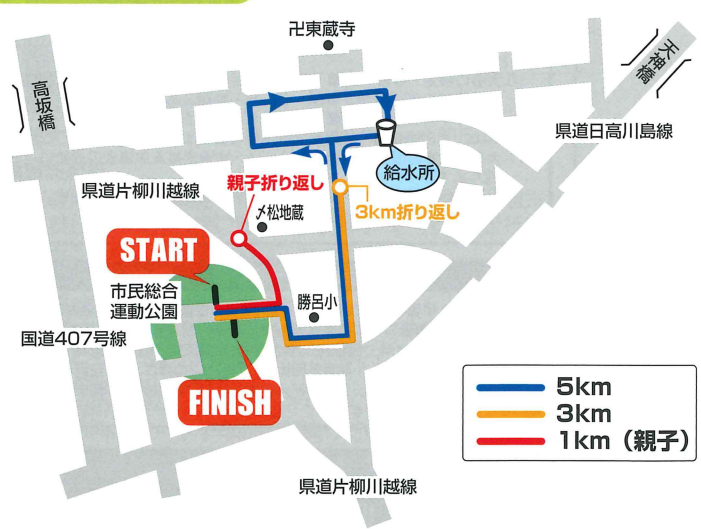 卍東蔵寺
高坂橋
天神橋
県道日高川島線
給水所
県道片柳川越線
親子折り返し
〆松地蔵
3km折り返し
START
市民総合
運動公園
勝呂小
国道407号線
FINISH
5km
3km
1km（親子）
県道片柳川越線